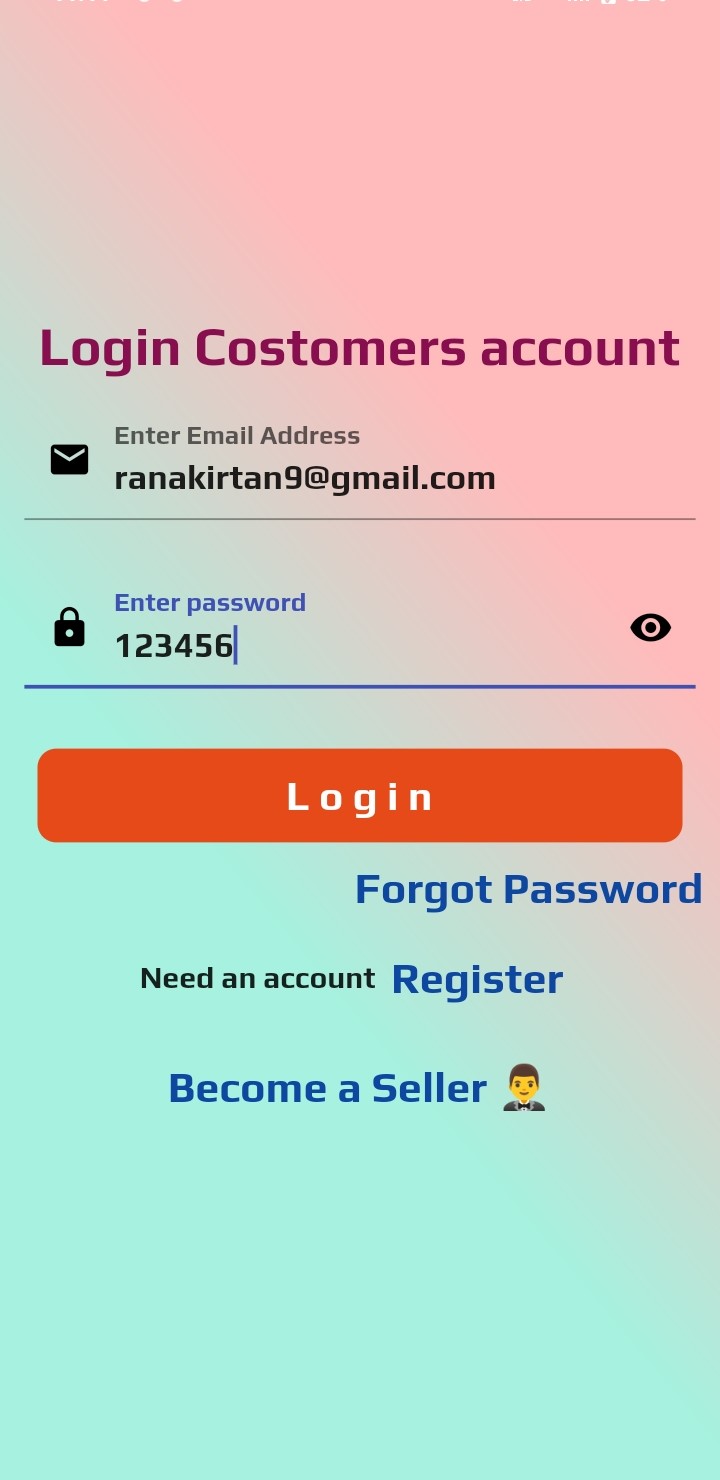 Login Costomers account
Enter Email Address
ranakirtan9@gmail.com
Enter password
123456
Login
Forgot Password
Need an account Register
Become a Seller 🤵‍♂️